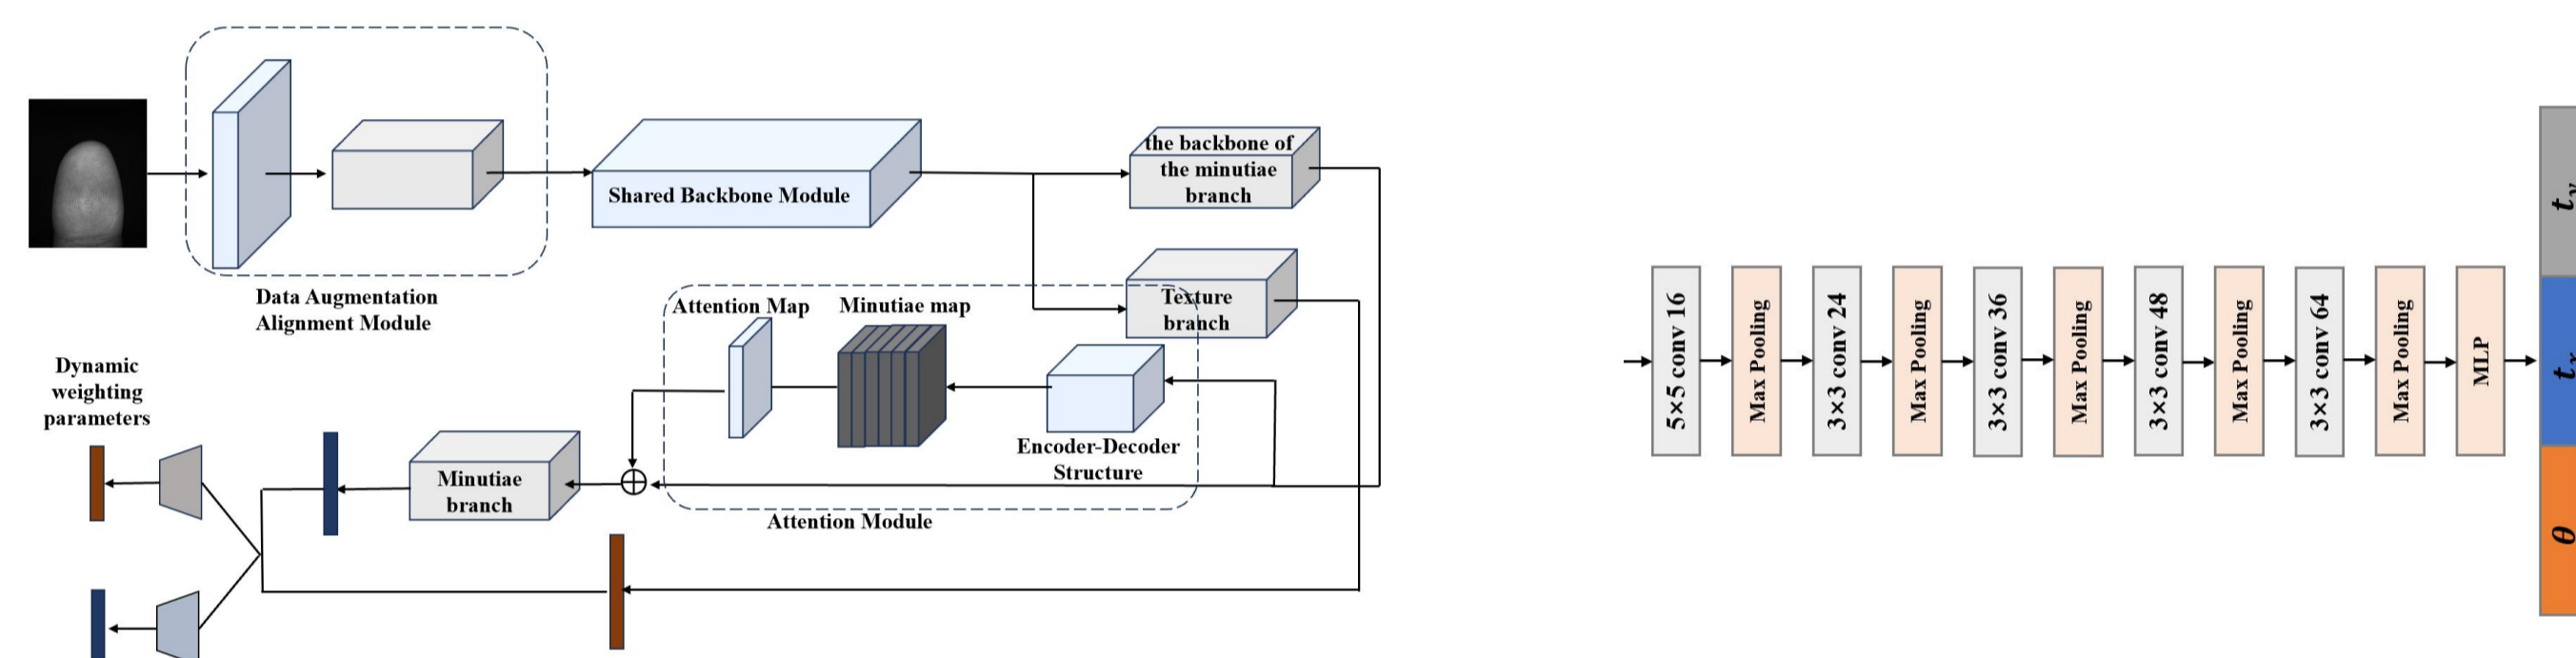 Data Augmentation
Alignment Module
Shared Backbone Module
the backbone of
the minutiae
branch
Texture
branch
Attention Map
Minutiae map
Encoder-Decoder
Structure
Attention Module
Minutiae
branch
Dynamic
weighting
parameters
5×5 conv 16
Max Pooling
3×3 conv 24
Max Pooling
3×3 conv 36
Max Pooling
3×3 conv 48
Max Pooling
3×3 conv 64
Max Pooling
MLP
t_y
t_x
θ